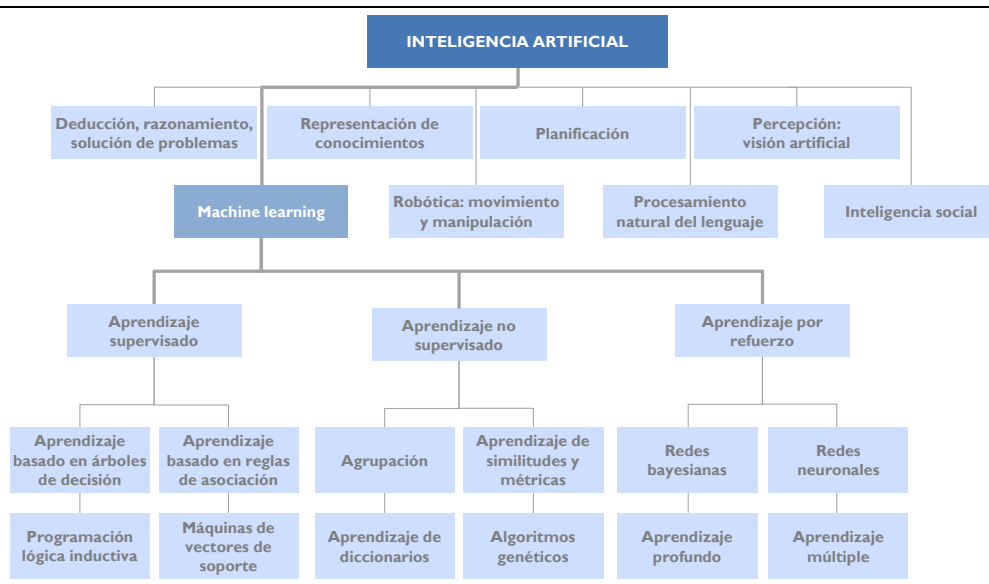 INTELIGENCIA ARTIFICIAL
Deducción, razonamiento,
solución de problemas
Representación de
conocimientos
Planificación
Percepción:
visión artificial
Machine learning
Robótica: movimiento
y manipulación
Procesamiento
natural del lenguaje
Inteligencia social
Aprendizaje
supervisado
Aprendizaje no
supervisado
Aprendizaje por
refuerzo
Aprendizaje
basado en árboles
de decisión
Aprendizaje
basado en reglas
de asociación
Agrupación
Aprendizaje de
similitudes y
métricas
Redes
bayesianas
Redes
neuronales
Programación
lógica inductiva
Máquinas de
vectores de
soporte
Aprendizaje de
diccionarios
Algoritmos
genéticos
Aprendizaje
profundo
Aprendizaje
múltiple